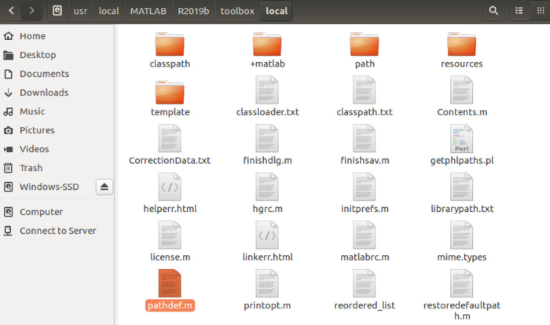 usr local MATLAB R2019b toolbox local
Home
Desktop
Documents
Downloads
Music
Pictures
Videos
Trash
Windows-SSD
Computer
Connect to Server
classpath +matlab path resources
template classloader.txt classpath.txt Contents.m
CorrectionData.txt finishdlg.m finishsav.m getphlpaths.pl
Perl
helperr.html hgrc.m initprefs.m librarypath.txt
license.m linkerr.html matlabrc.m mime.types
pathdef.m printopt.m reordered_list restoredefaultpat
h.m